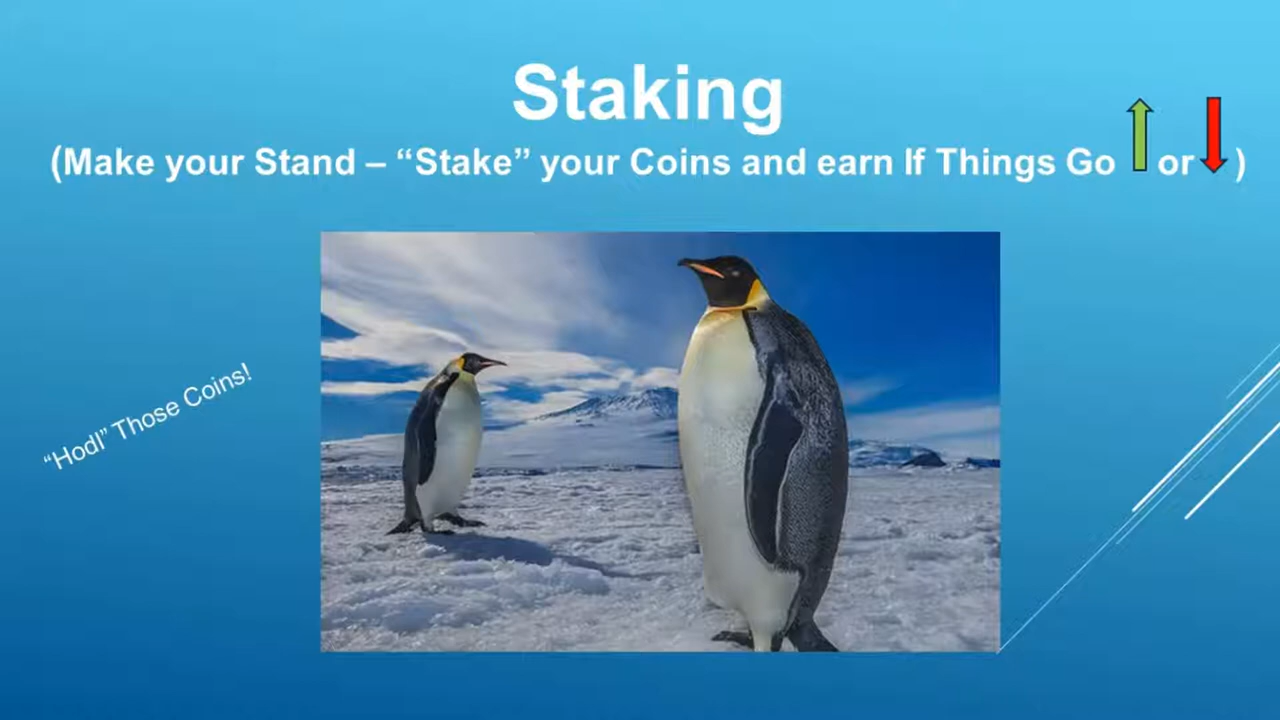 Staking
(Make your Stand – “Stake” your Coins and earn If Things Go or )
“Hodl” Those Coins!